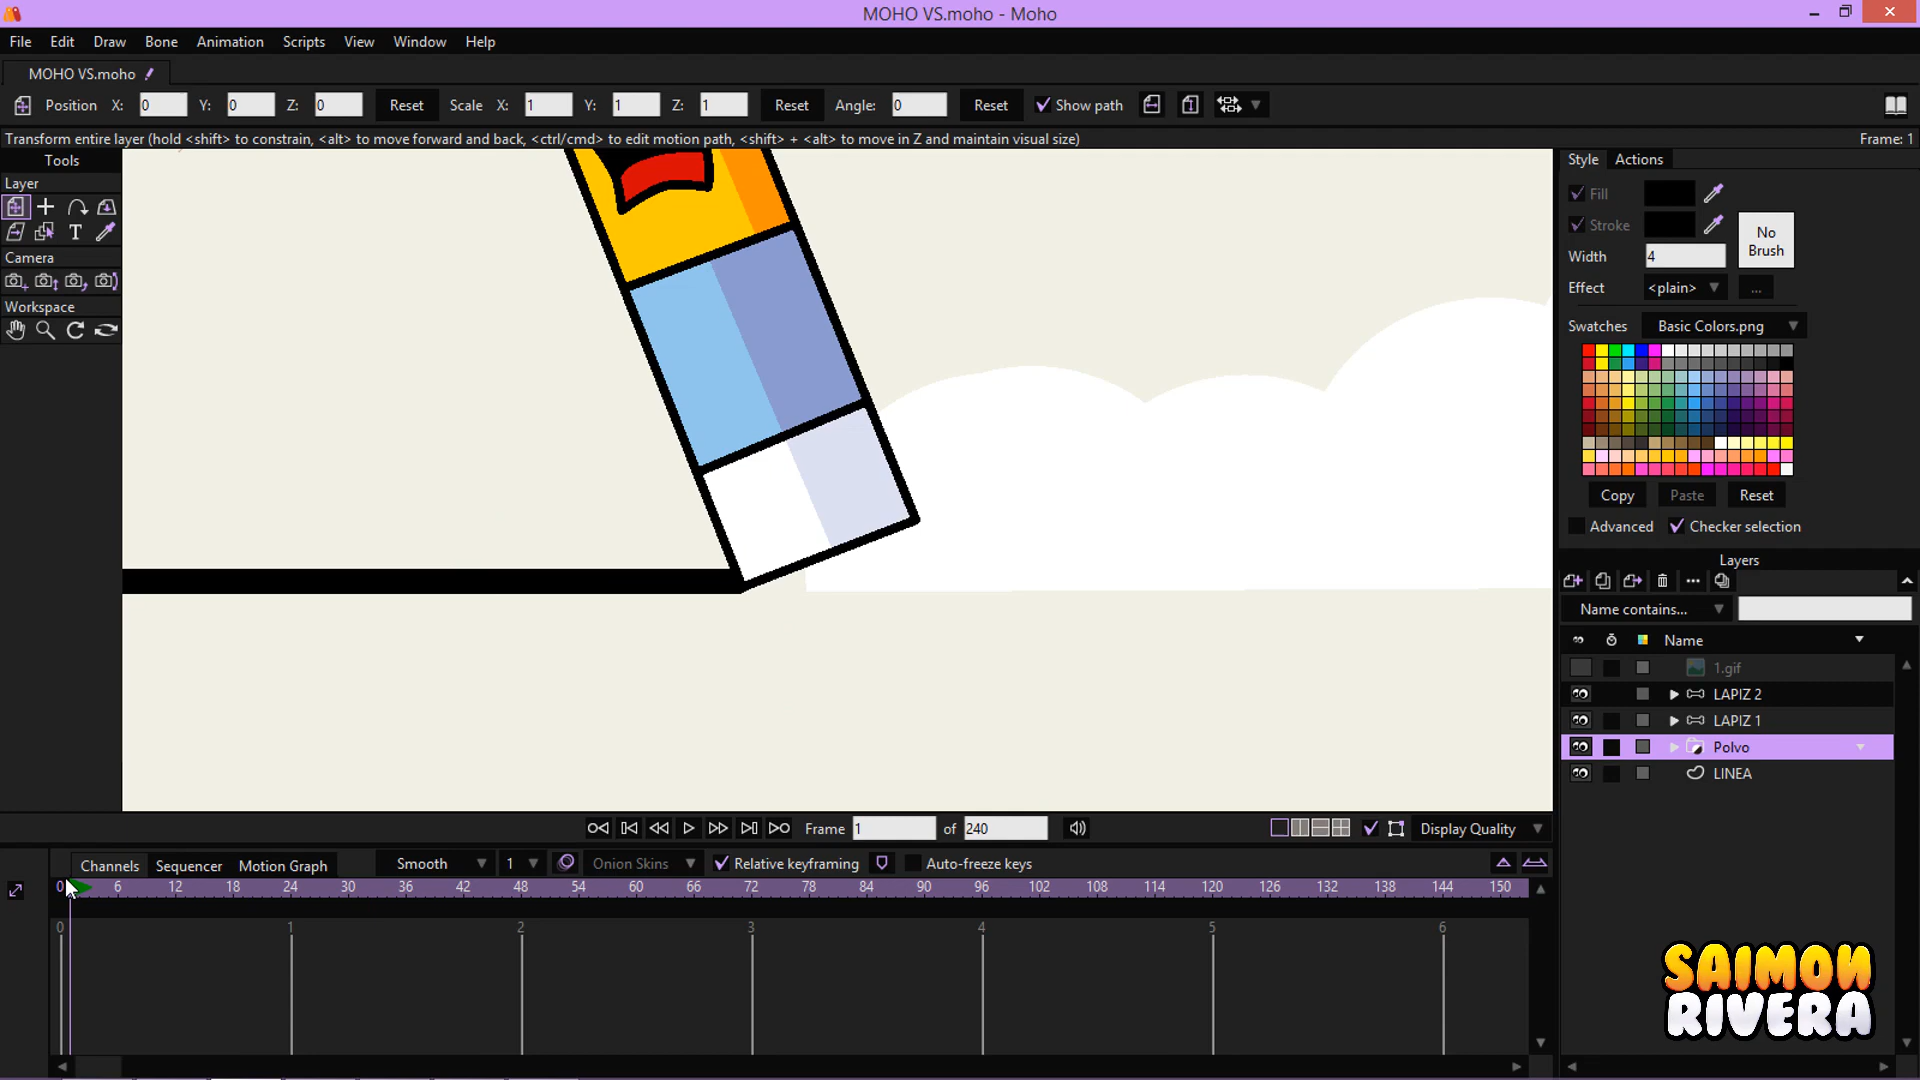 MOHO VS.moho - Moho
File Edit Draw Bone Animation Scripts View Window Help
MOHO VS.moho
Position X: 0 Y: 0 Z: 0 Reset Scale X: 1 Y: 1 Z: 1 Reset Angle: 0 Reset Show path
Transform entire layer (hold <shift> to constrain, <alt> to move forward and back, <ctrl/cmd> to edit motion path, <shift> + <alt> to move in Z and maintain visual size) Frame: 1
Tools
Layer
T
Camera
Workspace
Style Actions
Fill
Stroke
No Brush
Width 4
Effect <plain> ...
Swatches Basic Colors.png
Copy Paste Reset
Advanced Checker selection
Layers
Name contains...
Name
1.gif
LAPIZ 2
LAPIZ 1
Polvo
LINEA
Frame 1 of 240 Display Quality
Channels Sequencer Motion Graph Smooth 1 Onion Skins Relative keyframing Auto-freeze keys
0 6 12 18 24 30 36 42 48 54 60 66 72 78 84 90 96 102 108 114 120 126 132 138 144 150
0 1 2 3 4 5 6
SAIMON
RIVERA